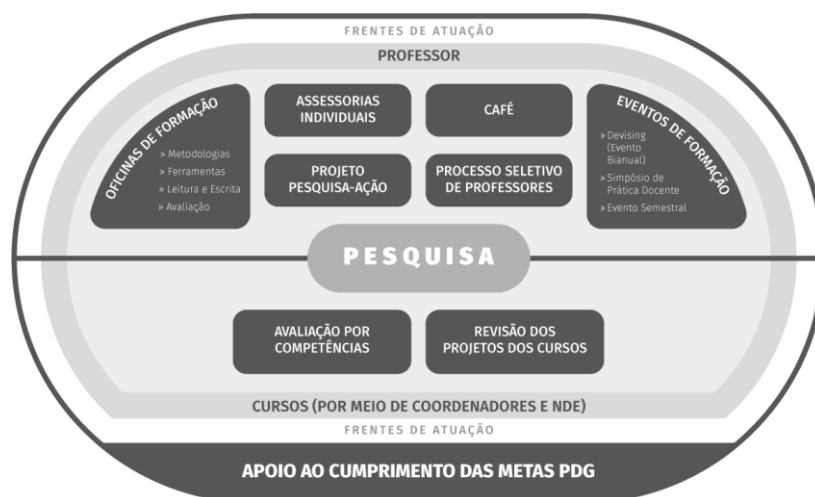 FRENTES DE ATUAÇÃO
PROFESSOR
OFICINAS DE FORMAÇÃO
» Metodologias
» Ferramentas
» Leitura e Escrita
» Avaliação
ASSESSORIAS
INDIVIDUAIS
CAFÉ
PROJETO
PESQUISA-AÇÃO
PROCESSO SELETIVO
DE PROFESSORES
EVENTOS DE FORMAÇÃO
» Devising
(Evento
Bianual)
» Simpósio de
Prática Docente
» Evento Semestral
PESQUISA
AVALIAÇÃO POR
COMPETÊNCIAS
REVISÃO DOS
PROJETOS DOS CURSOS
CURSOS (POR MEIO DE COORDENADORES E NDE)
FRENTES DE ATUAÇÃO
APOIO AO CUMPRIMENTO DAS METAS PDG